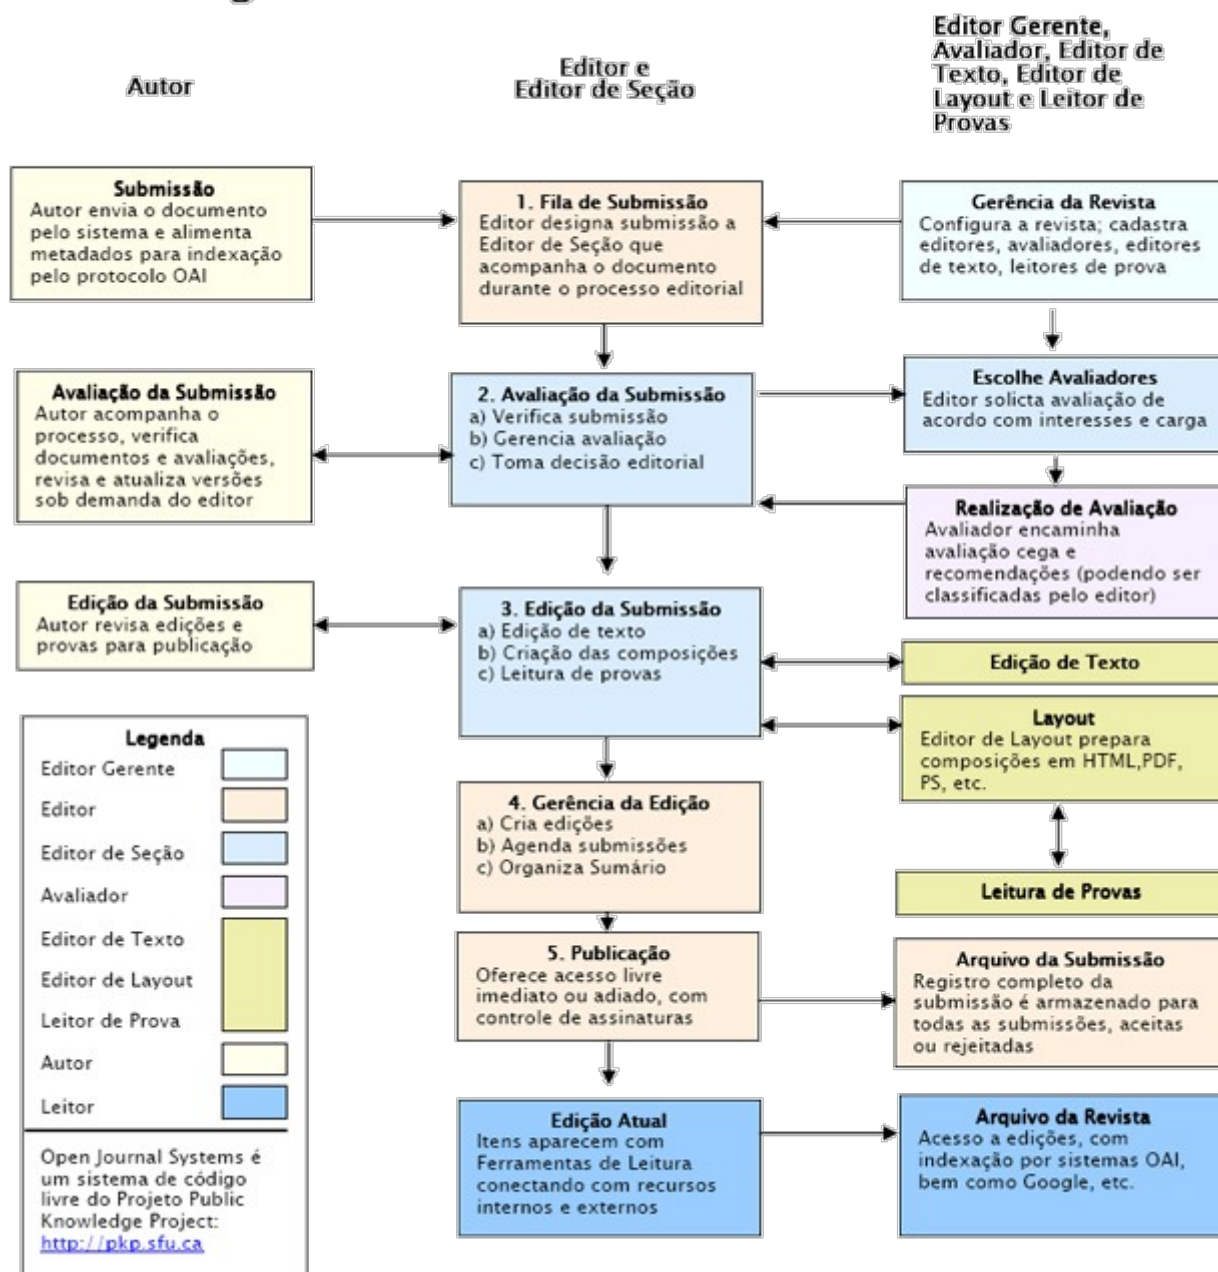 Autor
Editor e
Editor de Seção
Editor Gerente,
Avaliador, Editor de
Texto, Editor de
Layout e Leitor de
Provas
Submissão
Autor envia o documento
pelo sistema e alimenta
metadados para indexação
pelo protocolo OAI
1. Fila de Submissão
Editor designa submissão a
Editor de Seção que
acompanha o documento
durante o processo editorial
Gerência da Revista
Configura a revista; cadastra
editores, avaliadores, editores
de texto, leitores de prova
Avaliação da Submissão
Autor acompanha o
processo, verifica
documentos e avaliações,
revisa e atualiza versões
sob demanda do editor
2. Avaliação da Submissão
a) Verifica submissão
b) Gerencia avaliação
c) Toma decisão editorial
Escolhe Avaliadores
Editor solicta avaliação de
acordo com interesses e carga
Realização de Avaliação
Avaliador encaminha
avaliação cega e
recomendações (podendo ser
classificadas pelo editor)
Edição da Submissão
Autor revisa edições e
provas para publicação
3. Edição da Submissão
a) Edição de texto
b) Criação das composições
c) Leitura de provas
Edição de Texto
Layout
Editor de Layout prepara
composições em HTML,PDF,
PS, etc.
Leitura de Provas
4. Gerência da Edição
a) Cria edições
b) Agenda submissões
c) Organiza Sumário
5. Publicação
Oferece acesso livre
imediato ou adiado, com
controle de assinaturas
Arquivo da Submissão
Registro completo da
submissão é armazenado para
todas as submissões, aceitas
ou rejeitadas
Edição Atual
Itens aparecem com
Ferramentas de Leitura
conectando com recursos
internos e externos
Arquivo da Revista
Acesso a edições, com
indexação por sistemas OAI,
bem como Google, etc.
Legenda
Editor Gerente
Editor
Editor de Seção
Avaliador
Editor de Texto
Editor de Layout
Leitor de Prova
Autor
Leitor
Open Journal Systems é
um sistema de código
livre do Projeto Public
Knowledge Project:
http://pkp.sfu.ca